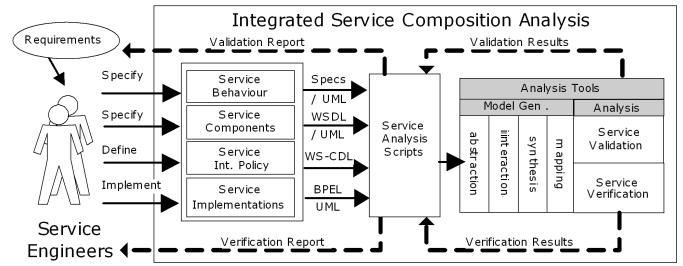 Integrated Service Composition Analysis
Requirements
Validation Report
Validation Results
Specify
Service
Behaviour
Specs
/ UML
Specify
Service
Components
WSDL
/ UML
Define
Service
Int. Policy
WS-CDL
Implement
Service
Implementations
BPEL
UML
Service
Analysis
Scripts
Analysis Tools
Model Gen .
Analysis
abstraction
iinteraction
synthesis
mapping
Service
Validation
Service
Verification
Service
Engineers
Verification Report
Verification Results